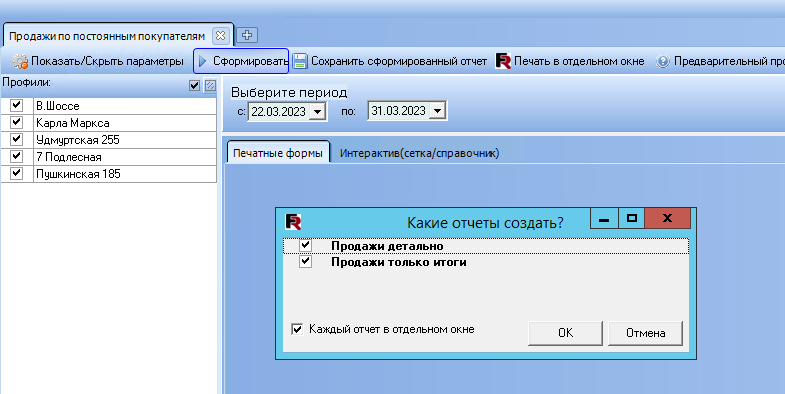 Продажи по постоянным покупателям
Показать/Скрыть параметры
Сформировать
Сохранить сформированный отчет
Печать в отдельном окне
Предварительный про
Профили:
В.Шоссе
Карла Маркса
Удмуртская 255
7 Подлесная
Пушкинская 185
Выберите период
с: 22.03.2023 по: 31.03.2023
Печатные формы
Интерактив(сетка/справочник)
Какие отчеты создать?
Продажи детально
Продажи только итоги
Каждый отчет в отдельном окне
OK
Отмена